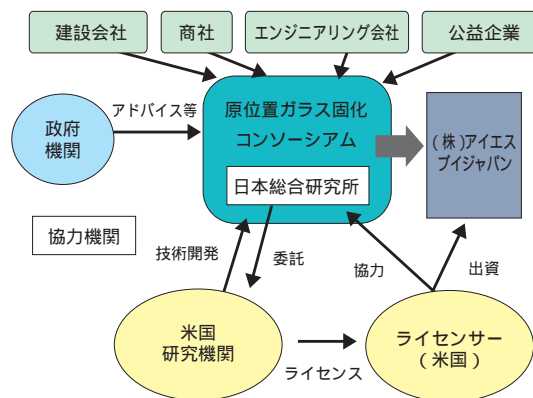 建設会社
商社
エンジニアリング会社
公益企業
アドバイス等
政府
機関
原位置ガラス固化
コンソーシアム
日本総合研究所
(株)アイエス
ブイジャパン
協力機関
技術開発
委託
協力
出資
米国
研究機関
ライセンス
ライセンサー
(米国)